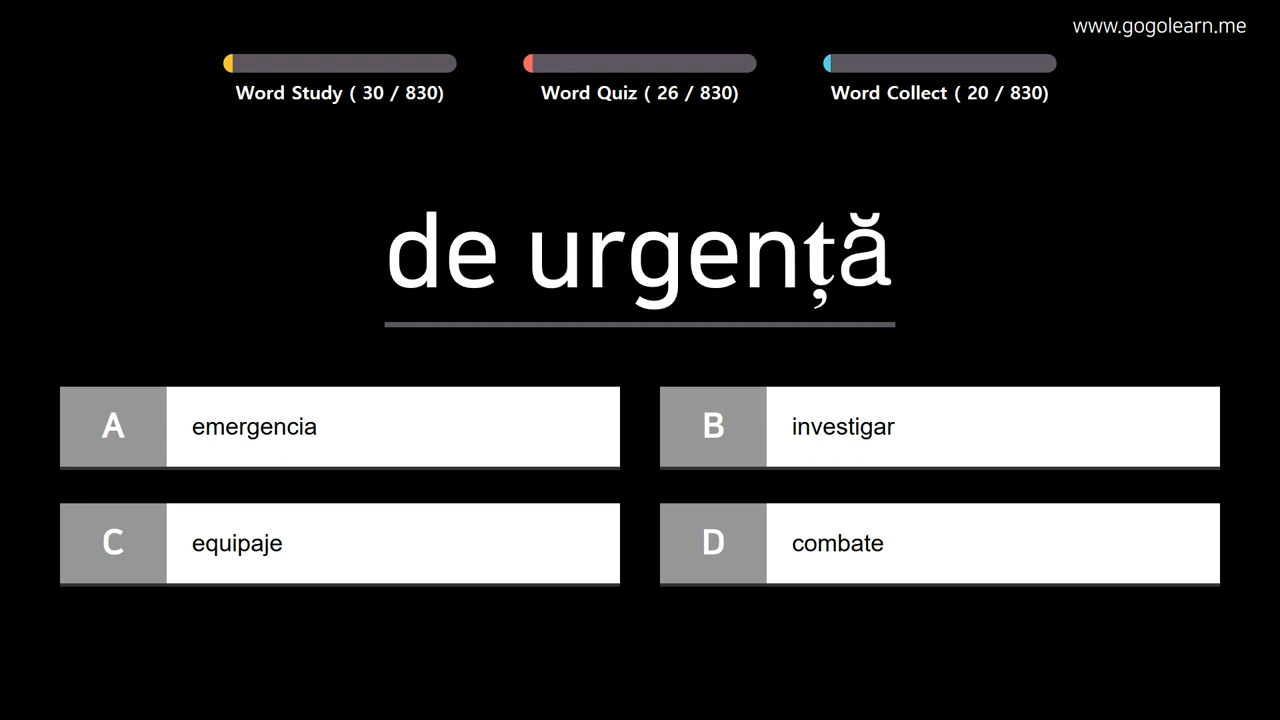 www.gogolearn.me
Word Study ( 30 / 830)
Word Quiz ( 26 / 830)
Word Collect ( 20 / 830)
de urgență
A
emergencia
B
investigar
C
equipaje
D
combate